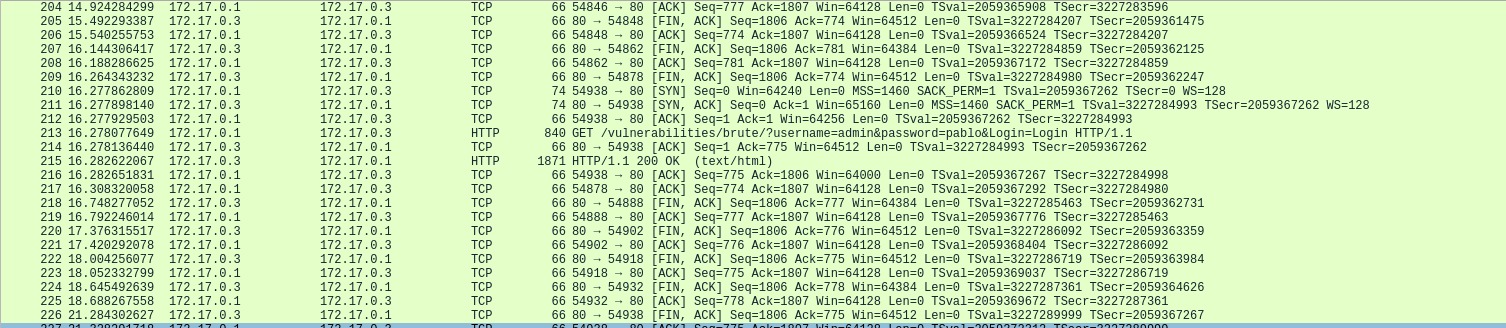 204 14.924284299 172.17.0.1 172.17.0.3 TCP 66 54846 → 80 [ACK] Seq=777 Ack=1807 Win=64128 Len=0 TSval=2059365908 TSecr=3227283596
205 15.492293387 172.17.0.3 172.17.0.1 TCP 66 80 → 54848 [FIN, ACK] Seq=1806 Ack=774 Win=64512 Len=0 TSval=3227284207 TSecr=2059361475
206 15.540255753 172.17.0.1 172.17.0.3 TCP 66 54848 → 80 [ACK] Seq=774 Ack=1807 Win=64128 Len=0 TSval=2059366524 TSecr=3227284207
207 16.144306417 172.17.0.3 172.17.0.1 TCP 66 80 → 54862 [FIN, ACK] Seq=1806 Ack=781 Win=64384 Len=0 TSval=3227284859 TSecr=2059362125
208 16.188286625 172.17.0.1 172.17.0.3 TCP 66 54862 → 80 [ACK] Seq=781 Ack=1807 Win=64128 Len=0 TSval=2059367172 TSecr=3227284859
209 16.264343232 172.17.0.3 172.17.0.1 TCP 66 80 → 54878 [FIN, ACK] Seq=1806 Ack=774 Win=64512 Len=0 TSval=3227284980 TSecr=2059362247
210 16.277862809 172.17.0.1 172.17.0.3 TCP 74 54938 → 80 [SYN] Seq=0 Win=64240 Len=0 MSS=1460 SACK_PERM=1 TSval=2059367262 TSecr=0 WS=128
211 16.277898140 172.17.0.3 172.17.0.1 TCP 74 80 → 54938 [SYN, ACK] Seq=0 Ack=1 Win=65160 Len=0 MSS=1460 SACK_PERM=1 TSval=3227284993 TSecr=2059367262 WS=128
212 16.277929503 172.17.0.1 172.17.0.3 TCP 66 54938 → 80 [ACK] Seq=1 Ack=1 Win=64256 Len=0 TSval=2059367262 TSecr=3227284993
213 16.278077649 172.17.0.1 172.17.0.3 HTTP 840 GET /vulnerabilities/brute/?username=admin&password=pablo&Login=Login HTTP/1.1
214 16.278136440 172.17.0.3 172.17.0.1 TCP 66 80 → 54938 [ACK] Seq=1 Ack=775 Win=64512 Len=0 TSval=3227284993 TSecr=2059367262
215 16.282622067 172.17.0.3 172.17.0.1 HTTP 1871 HTTP/1.1 200 OK (text/html)
216 16.282651831 172.17.0.1 172.17.0.3 TCP 66 54938 → 80 [ACK] Seq=775 Ack=1806 Win=64000 Len=0 TSval=2059367267 TSecr=3227284998
217 16.308320058 172.17.0.1 172.17.0.3 TCP 66 54878 → 80 [ACK] Seq=774 Ack=1807 Win=64128 Len=0 TSval=2059367292 TSecr=3227284980
218 16.748277052 172.17.0.3 172.17.0.1 TCP 66 80 → 54888 [FIN, ACK] Seq=1806 Ack=777 Win=64384 Len=0 TSval=3227285463 TSecr=2059362731
219 16.792246014 172.17.0.1 172.17.0.3 TCP 66 54888 → 80 [ACK] Seq=777 Ack=1807 Win=64128 Len=0 TSval=2059367776 TSecr=3227285463
220 17.376315517 172.17.0.3 172.17.0.1 TCP 66 80 → 54902 [FIN, ACK] Seq=1806 Ack=776 Win=64512 Len=0 TSval=3227286092 TSecr=2059363359
221 17.420292078 172.17.0.1 172.17.0.3 TCP 66 54902 → 80 [ACK] Seq=776 Ack=1807 Win=64128 Len=0 TSval=2059368404 TSecr=3227286092
222 18.004256077 172.17.0.3 172.17.0.1 TCP 66 80 → 54918 [FIN, ACK] Seq=1806 Ack=775 Win=64512 Len=0 TSval=3227286719 TSecr=2059363984
223 18.052332799 172.17.0.1 172.17.0.3 TCP 66 54918 → 80 [ACK] Seq=775 Ack=1807 Win=64128 Len=0 TSval=2059369037 TSecr=3227286719
224 18.645492639 172.17.0.3 172.17.0.1 TCP 66 80 → 54932 [FIN, ACK] Seq=1806 Ack=778 Win=64384 Len=0 TSval=3227287361 TSecr=2059364626
225 18.688267558 172.17.0.1 172.17.0.3 TCP 66 54932 → 80 [ACK] Seq=778 Ack=1807 Win=64128 Len=0 TSval=2059369672 TSecr=3227287361
226 21.284302627 172.17.0.3 172.17.0.1 TCP 66 80 → 54938 [FIN, ACK] Seq=1806 Ack=775 Win=64512 Len=0 TSval=3227289999 TSecr=2059367267